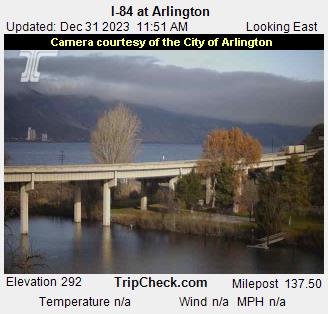 I-84 at Arlington
Updated: Dec 31 2023 11:51 AM Looking East
Camera courtesy of the City of Arlington
Elevation 292 TripCheck.com Milepost 137.50
Temperature n/a Wind n/a MPH n/a